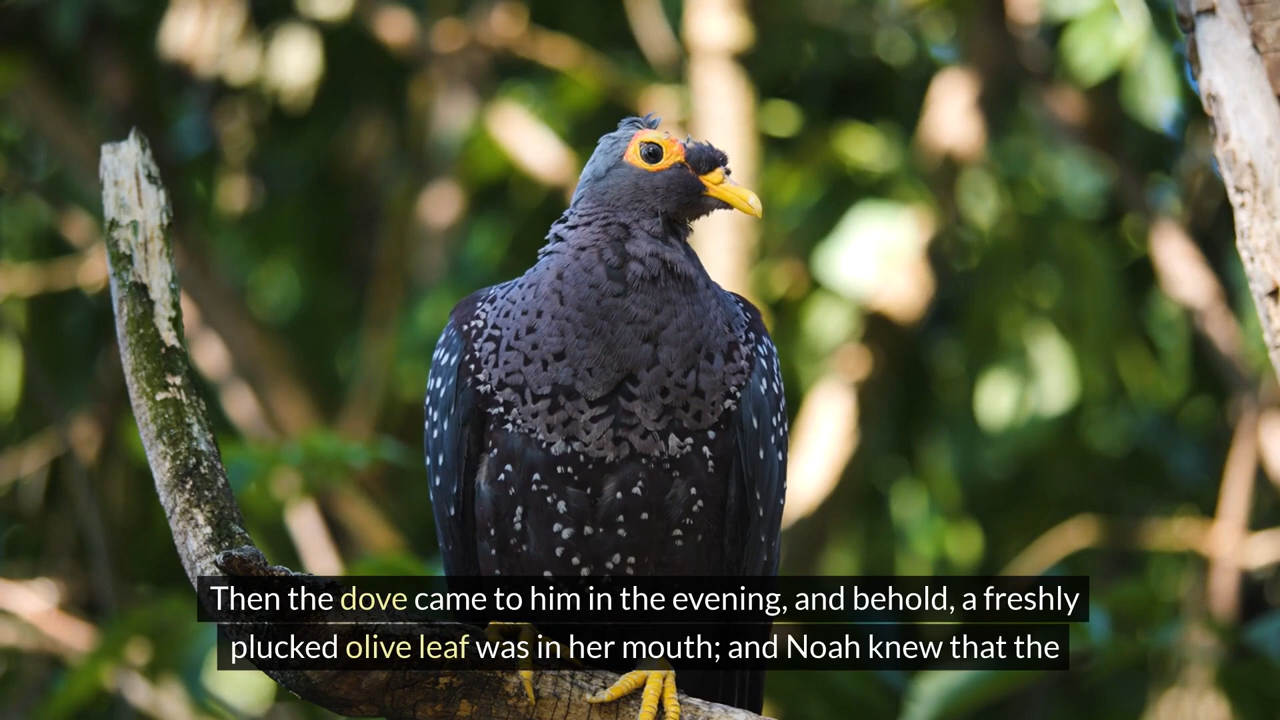 Then the dove came to him in the evening, and behold, a freshly
plucked olive leaf was in her mouth; and Noah knew that the